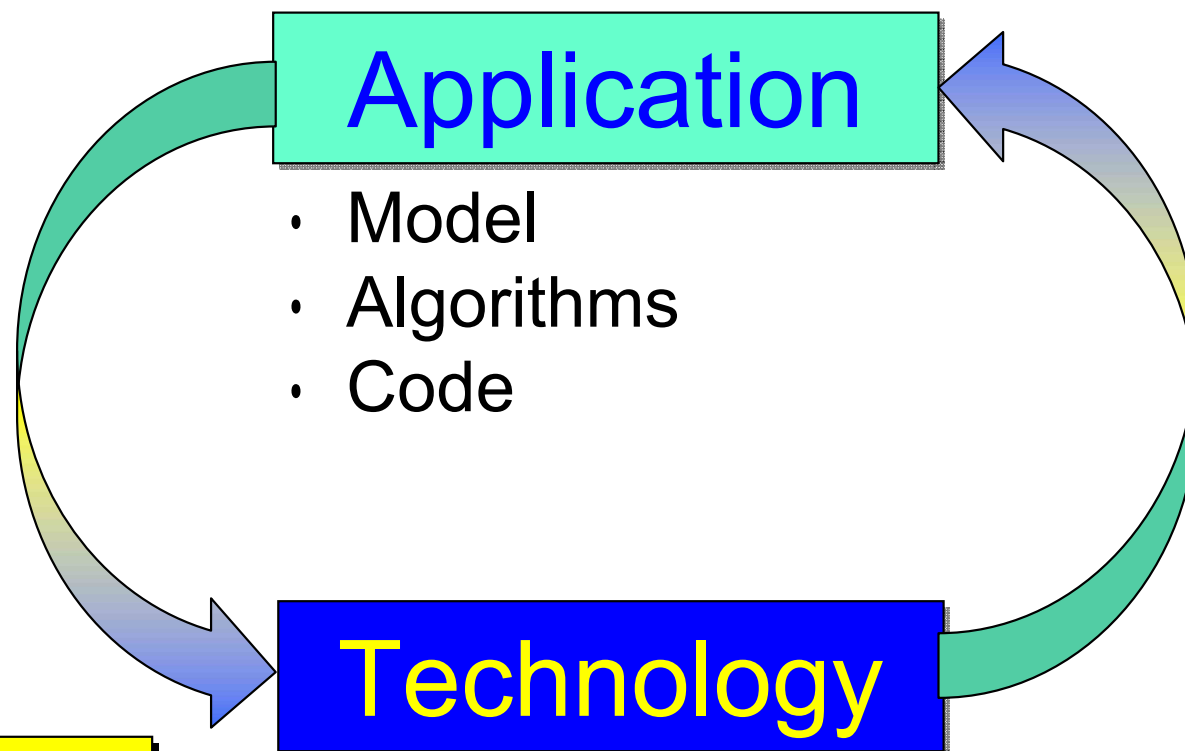 Application
• Model
• Algorithms
• Code
Technology